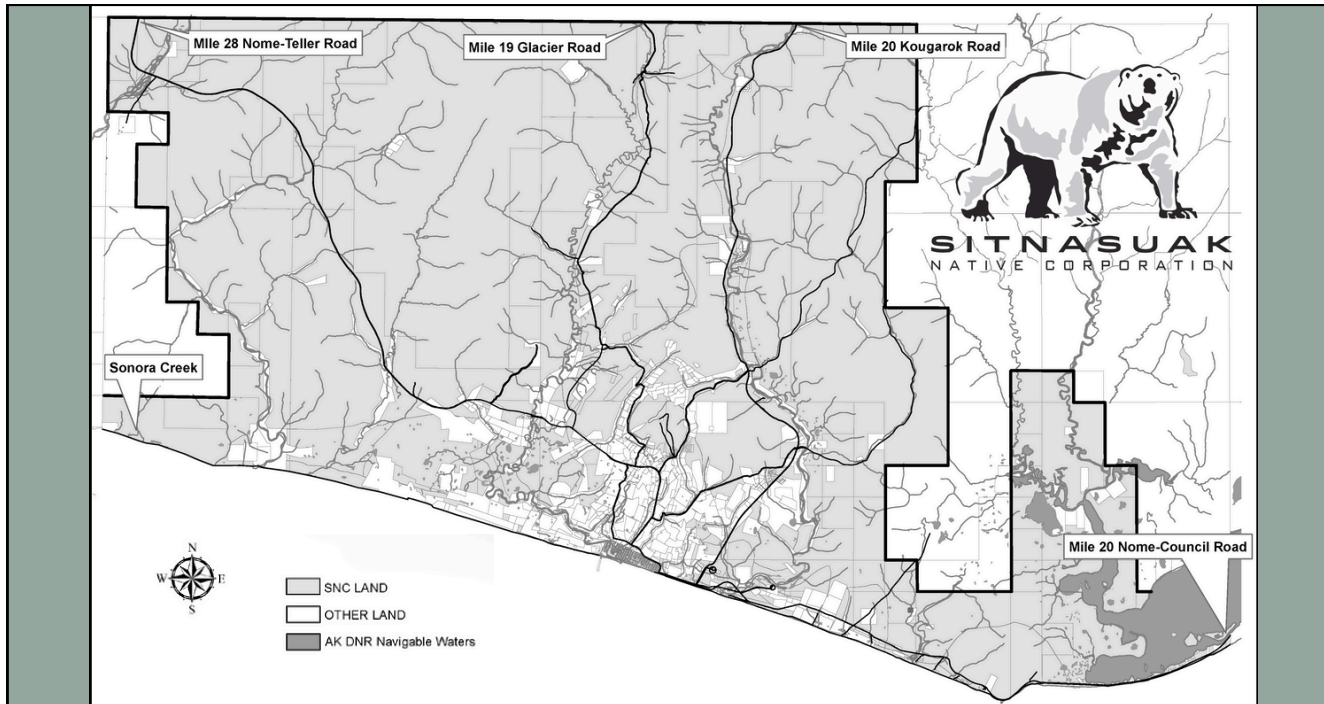 MIle 28 Nome-Teller Road
Mile 19 Glacier Road
Mile 20 Kougarok Road
SITNASUAK
NATIVE CORPORATION
Sonora Creek
Mile 20 Nome-Council Road
N
W E
S
SNC LAND
OTHER LAND
AK DNR Navigable Waters